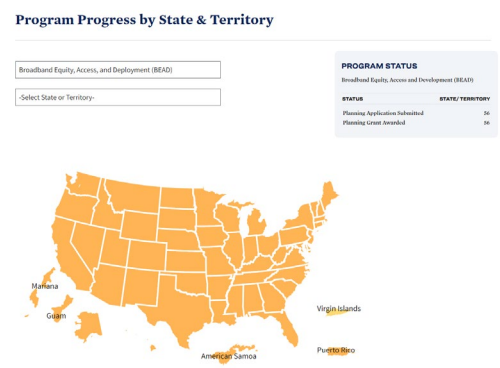 Program Progress by State & Territory
Broadband Equity, Access, and Deployment (BEAD)
-Select State or Territory-
PROGRAM STATUS
Broadband Equity, Access and Development (BEAD)
STATUS STATE/TERRITORY
Planning Application Submitted 56
Planning Grant Awarded 56
Mariana
Guam
American Samoa
Virgin Islands
Puerto Rico